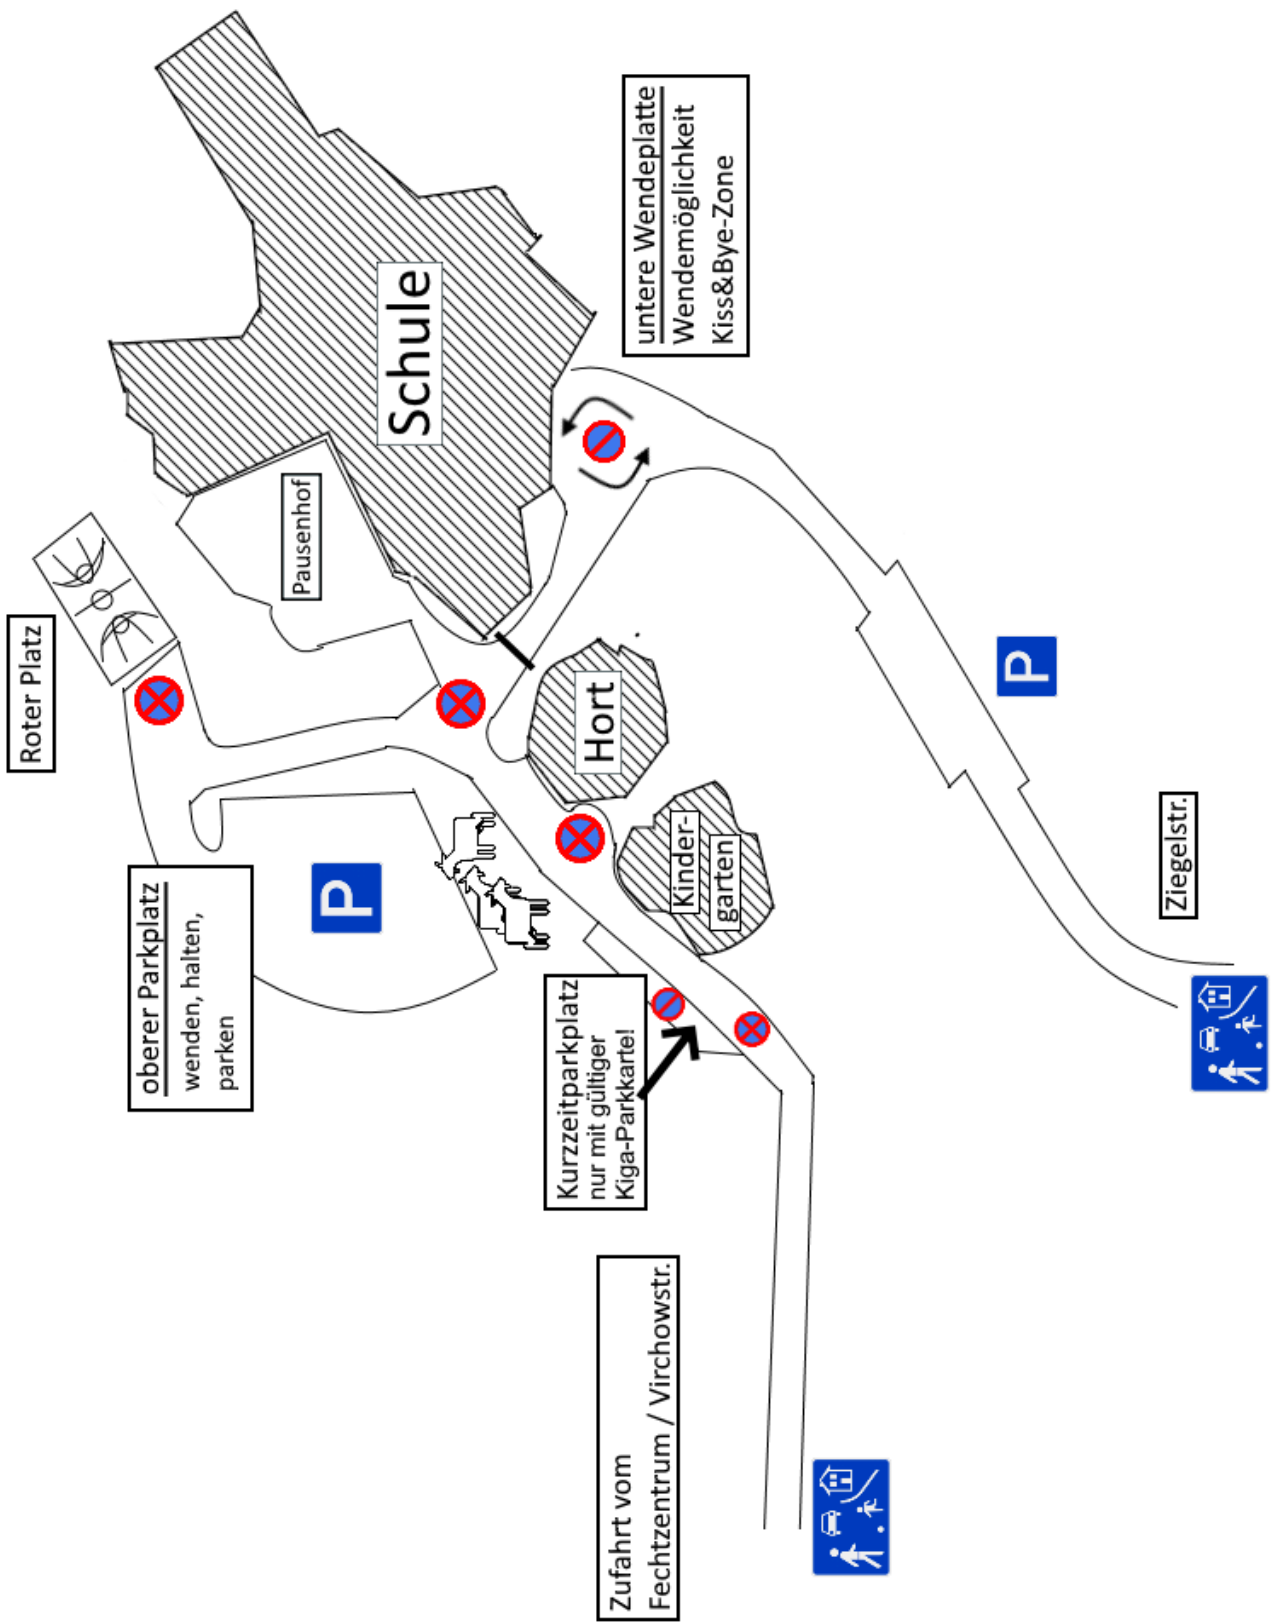 Zufahrt vom
Fechtzentrum / Virchowstr.
oberer Parkplatz
wenden, halten,
parken
P
Kurzzeitparkplatz
nur mit gültiger
Kiga-Parkkarte!
Roter Platz
Pausenhof
Schule
Hort
Kinder-
garten
untere Wendeplatte
Wendemöglichkeit
Kiss&Bye-Zone
P
Ziegelstr.